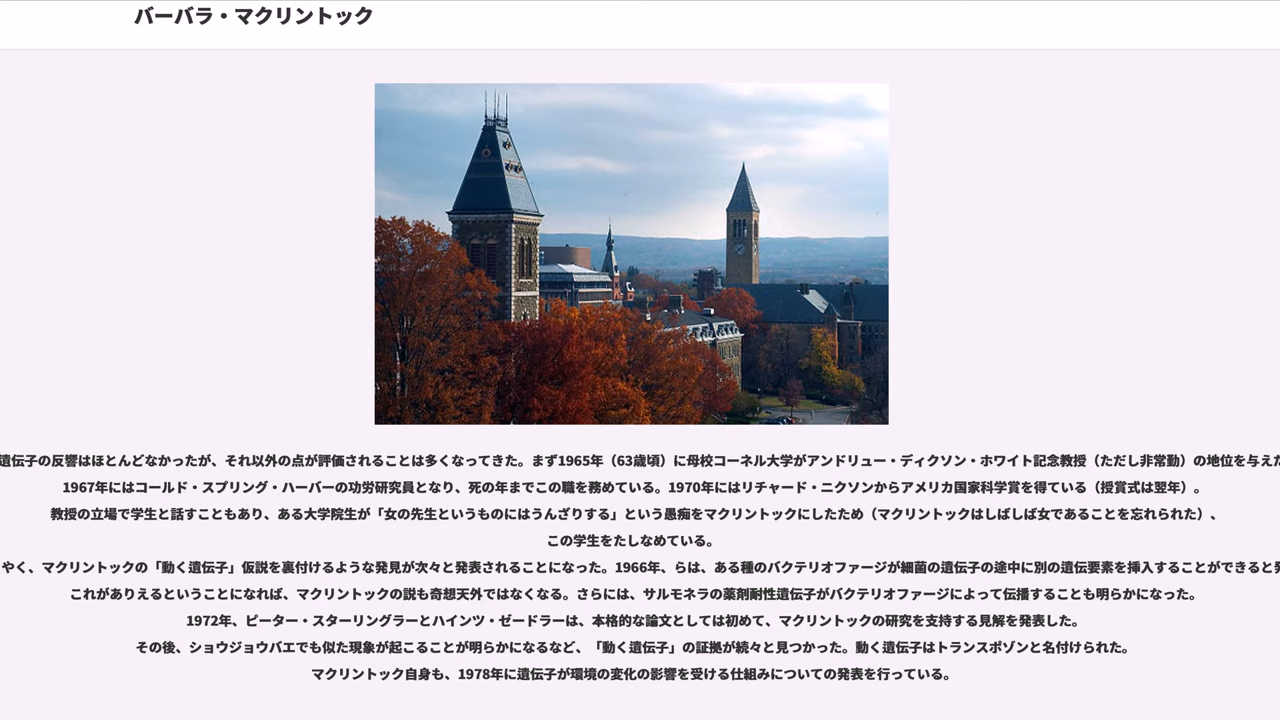 バーバラ・マクリントック
遺伝子の反響はほとんどなかったが、それ以外の点が評価されることは多くなってきた。まず1965年（63歳頃）に母校コーネル大学がアンドリュー・ディクソン・ホワイト記念教授（ただし非常勤）の地位を与えた
1967年にはコールド・スプリング・ハーバーの功労研究員となり、死の年までこの職を務めている。1970年にはリチャード・ニクソンからアメリカ国家科学賞を得ている（授賞式は翌年）。
教授の立場で学生と話すこともあり、ある大学院生が「女の先生というものにはうんざりする」という愚痴をマクリントックにしたため（マクリントックはしばしば女であることを忘れられた）、
この学生をたしなめている。
やく、マクリントックの「動く遺伝子」仮説を裏付けるような発見が次々と発表されることになった。1966年、らは、ある種のバクテリオファージが細菌の遺伝子の途中に別の遺伝要素を挿入することができると
これがありえるということになれば、マクリントックの説も奇想天外ではなくなる。さらには、サルモネラの薬剤耐性遺伝子がバクテリオファージによって伝播することも明らかになった。
1972年、ピーター・スターリングラーとハインツ・ゼードラーは、本格的な論文としては初めて、マクリントックの研究を支持する見解を発表した。
その後、ショウジョウバエでも似た現象が起こることが明らかになるなど、「動く遺伝子」の証拠が続々と見つかった。動く遺伝子はトランスポゾンと名付けられた。
マクリントック自身も、1978年に遺伝子が環境の変化の影響を受ける仕組みについての発表を行っている。